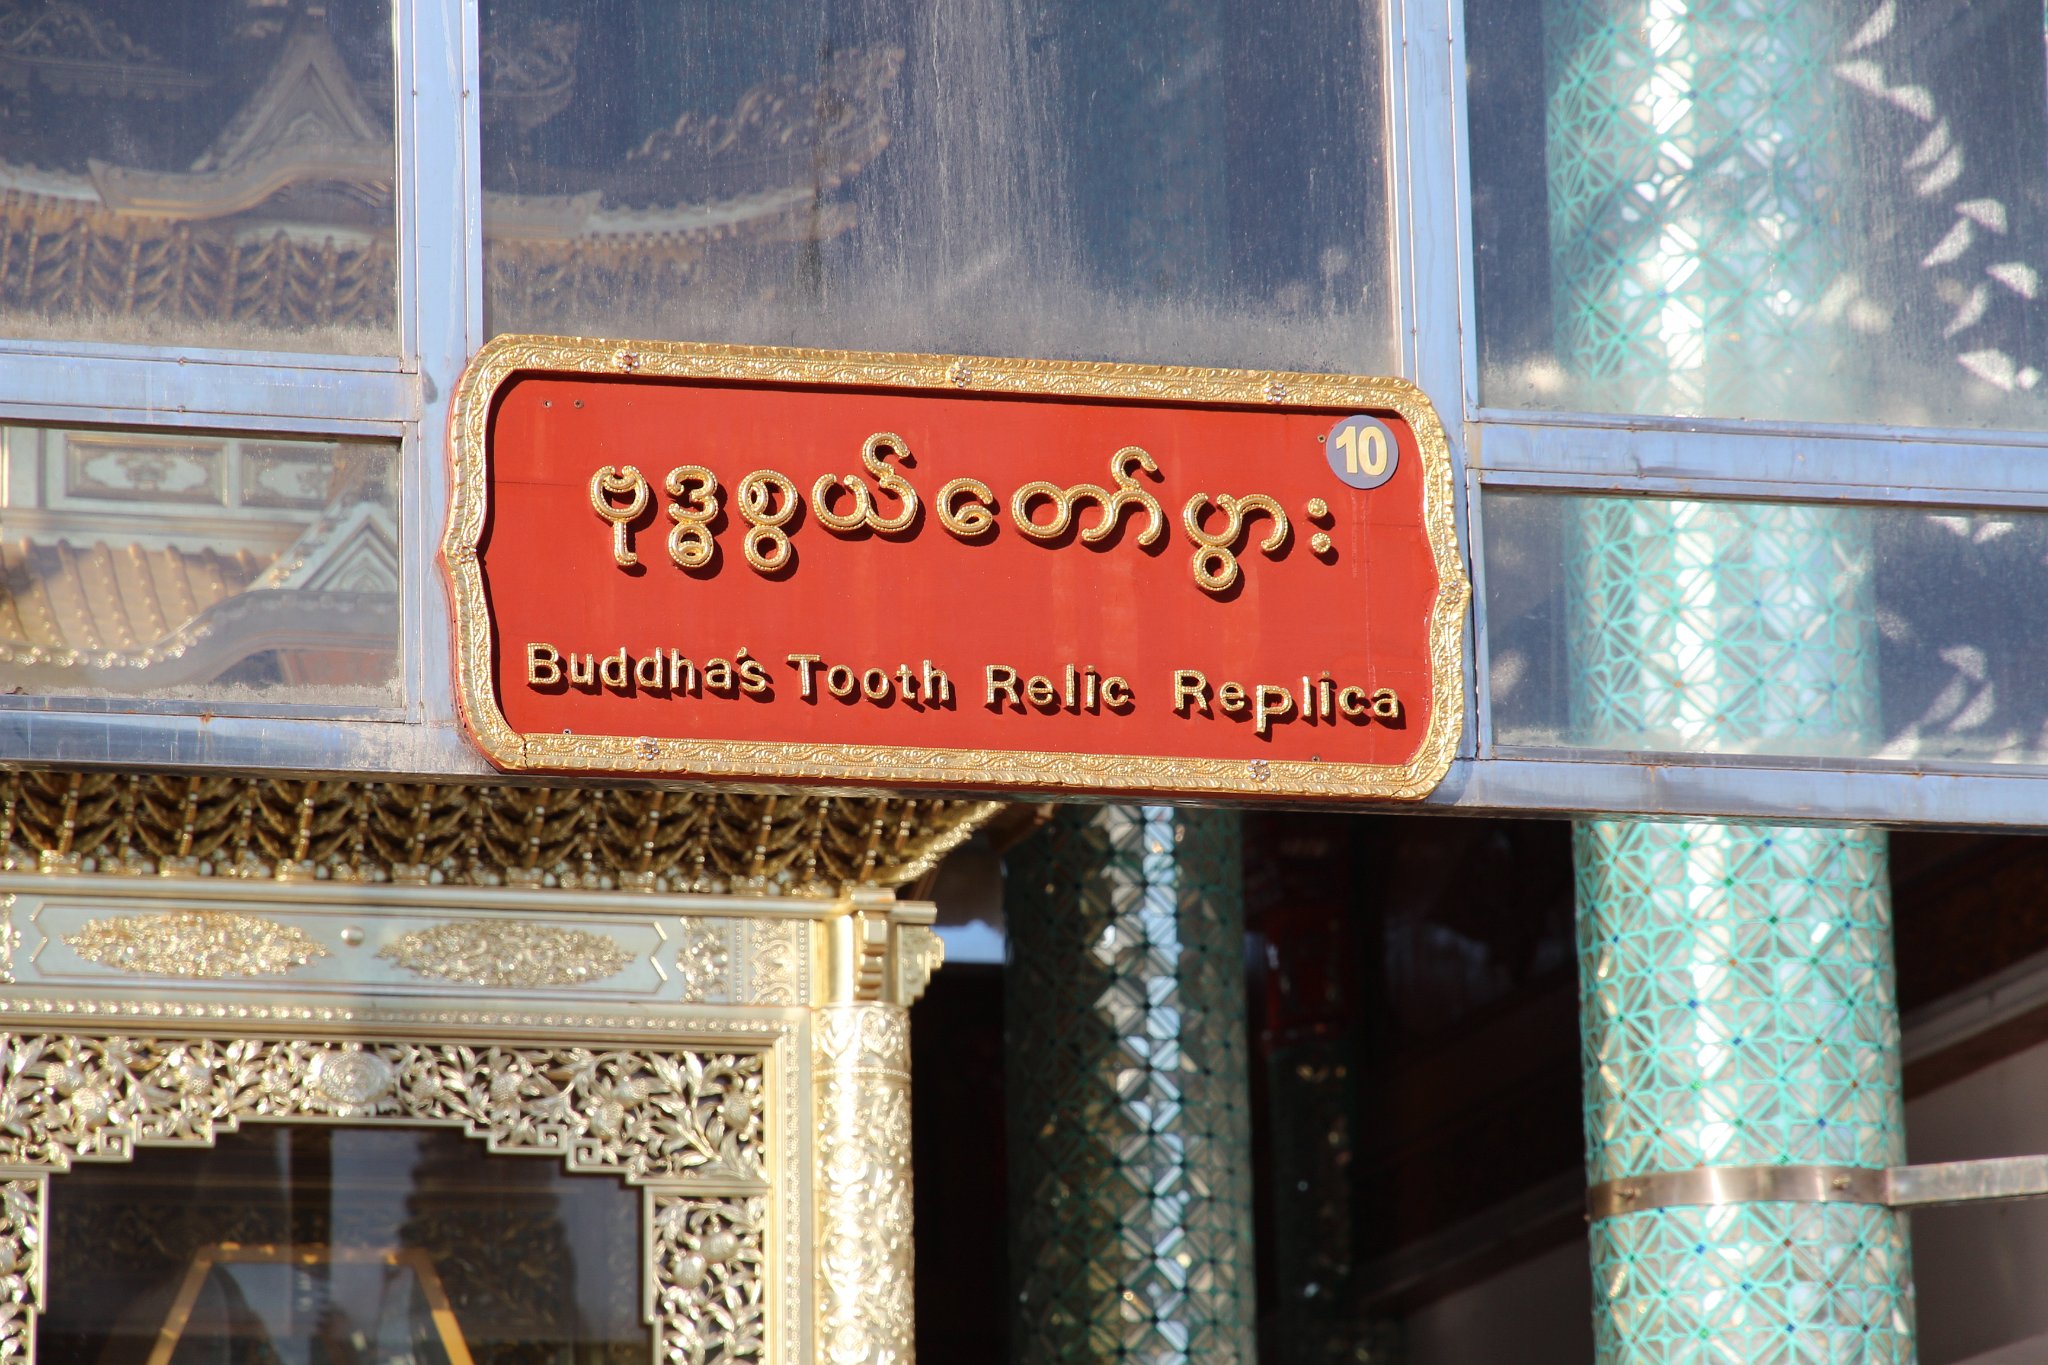 ဗုဒ္ဓစွယ်တော်ပွား
10
Buddha's Tooth Relic Replica